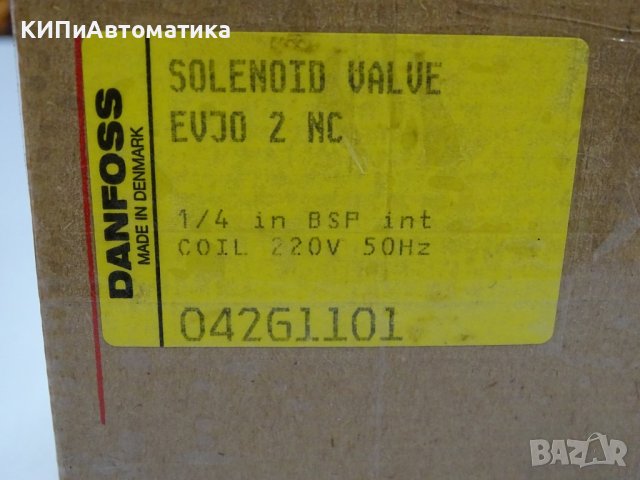 КИПиАвтоматика
SOLENOID VALVE
EVJO 2 NC
1/4 in BSP int
COIL 220V 50Hz
042G1101
DANFOSS
MADE IN DENMARK
BAZAR